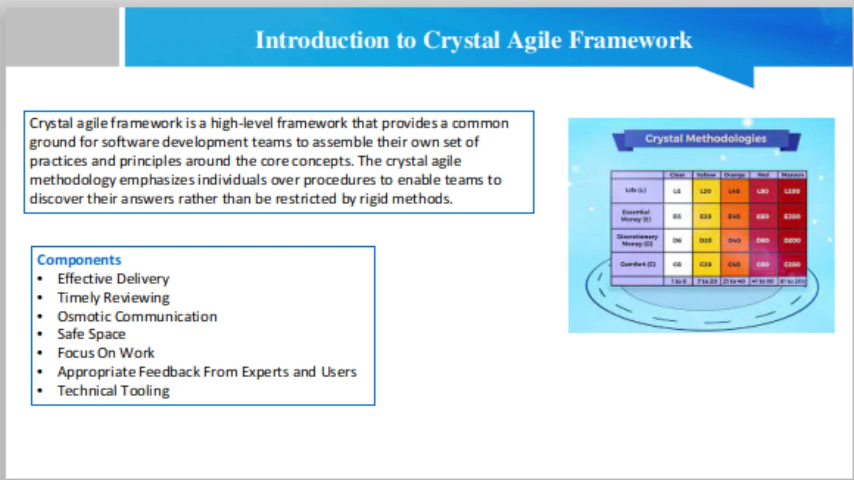 Introduction to Crystal Agile Framework
Crystal agile framework is a high-level framework that provides a common
ground for software development teams to assemble their own set of
practices and principles around the core concepts. The crystal agile
methodology emphasizes individuals over procedures to enable teams to
discover their answers rather than be restricted by rigid methods.
Components
• Effective Delivery
• Timely Reviewing
• Osmotic Communication
• Safe Space
• Focus On Work
• Appropriate Feedback From Experts and Users
• Technical Tooling
Crystal Methodologies
Clear Yellow Orange Red Maroon
Life (L) L6 L20 L40 L80 L200
Essential
Money (E) E6 E20 E40 E80 E200
Discretionary
Money (D) D6 D20 D40 D80 D200
Comfort (C) C6 C20 C40 C80 C200
1 to 6 7 to 20 21 to 40 41 to 80 81 to 200